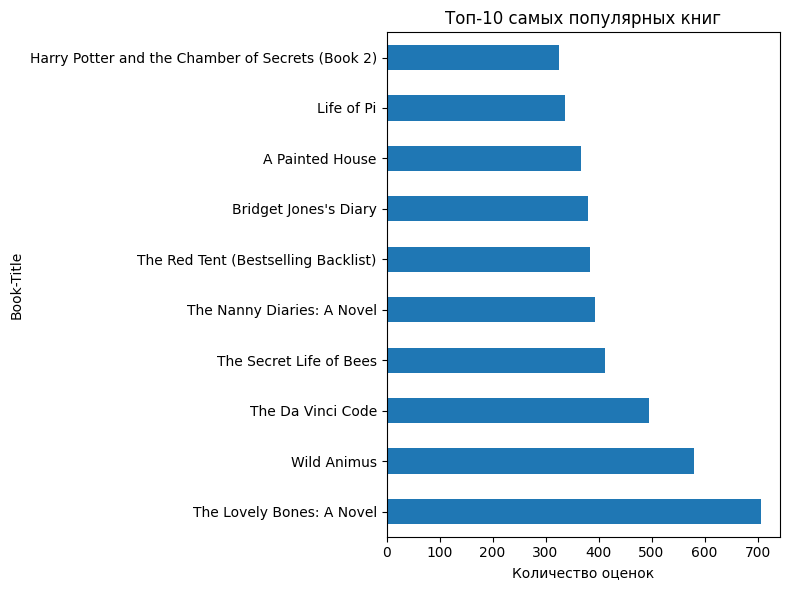 Топ-10 самых популярных книг
Harry Potter and the Chamber of Secrets (Book 2)
Life of Pi
A Painted House
Bridget Jones's Diary
The Red Tent (Bestselling Backlist)
The Nanny Diaries: A Novel
The Secret Life of Bees
The Da Vinci Code
Wild Animus
The Lovely Bones: A Novel
Book-Title
0 100 200 300 400 500 600 700
Количество оценок